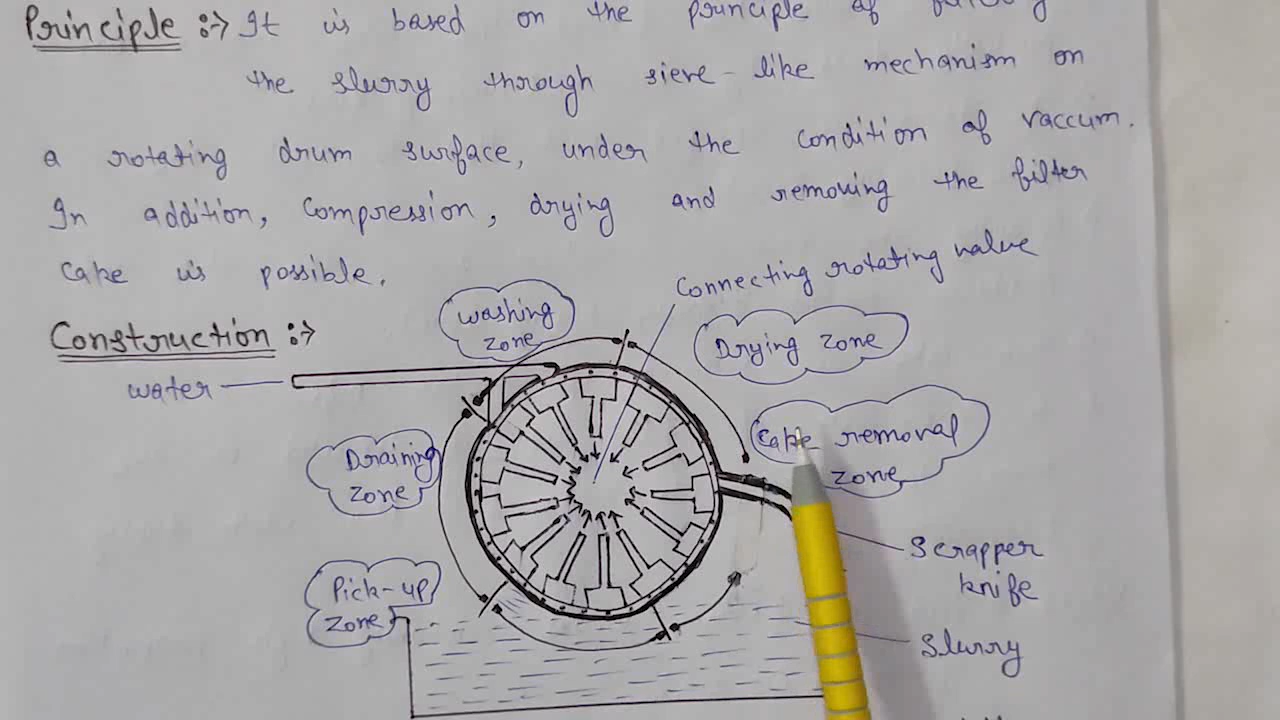 Principle :-> It is based on the principle of
the slurry through sieve-like mechanism on
a rotating drum surface, under the condition of vaccum.
In addition, Compression, drying and removing the filter
cake is possible.
Connecting rotating valve
Construction :->
washing
zone
Drying zone
water
Cake removal
zone
Draining
zone
Scrapper
knife
Pick-up
zone
Slurry